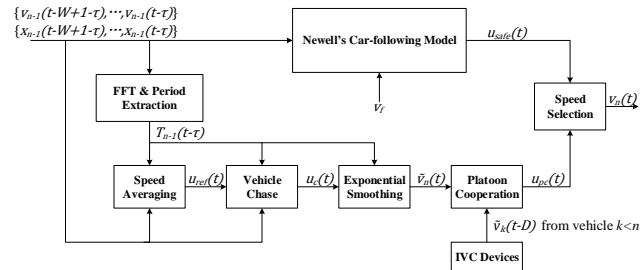 {v_{n-1}(t-W+1-τ),⋯,v_{n-1}(t-τ)}
{x_{n-1}(t-W+1-τ),⋯,x_{n-1}(t-τ)}
Newell's Car-following Model
u_{safe}(t)
FFT & Period
Extraction
v_f
Speed
Selection
v_n(t)
T_{n-1}(t-τ)
Speed
Averaging
u_{ref}(t)
Vehicle
Chase
u_c(t)
Exponential
Smoothing
ṽ_n(t)
Platoon
Cooperation
u_{pc}(t)
ṽ_k(t-D) from vehicle k<n
IVC Devices